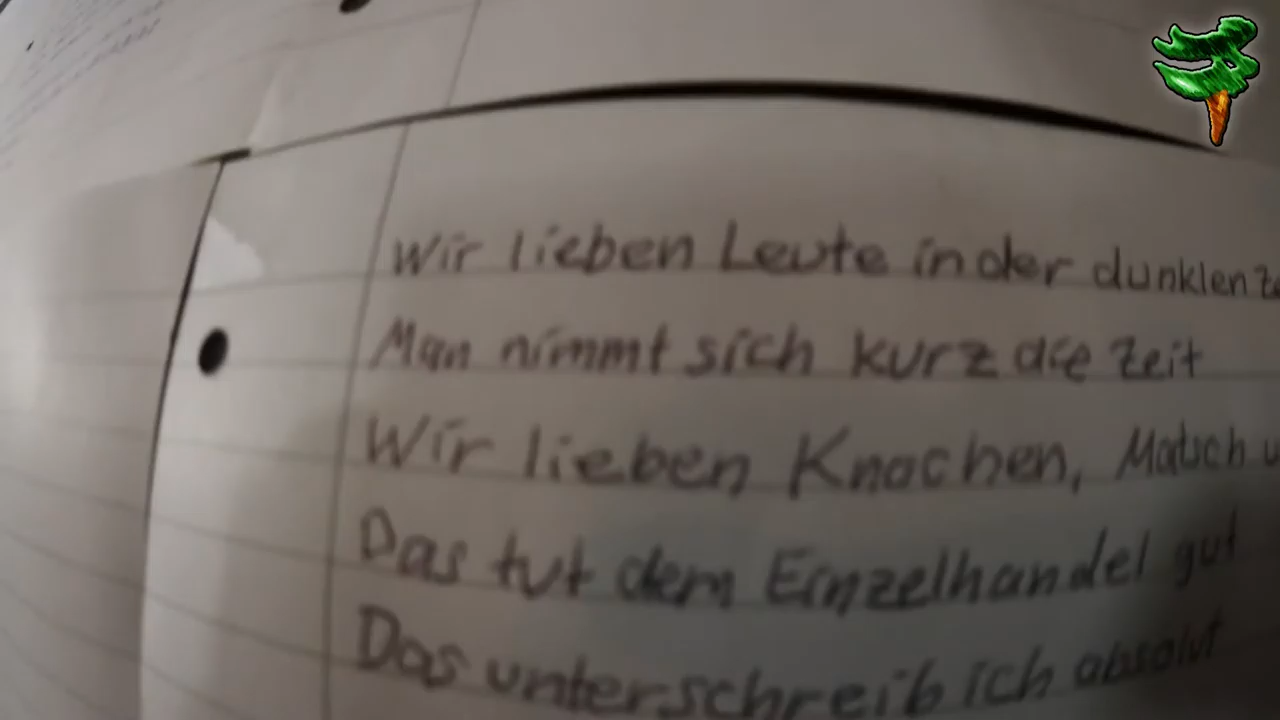 Wir lieben Leute in der dunklen
Man nimmt sich kurz die Zeit
Wir lieben Knochen, Matsch
Das tut dem Einzelhandel gut
Das unterschreib ich absolut